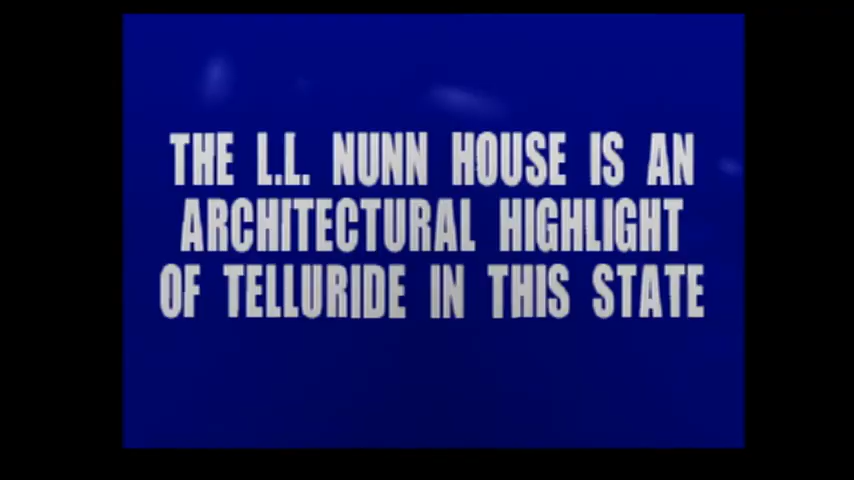 THE L.L. NUNN HOUSE IS AN
ARCHITECTURAL HIGHLIGHT
OF TELLURIDE IN THIS STATE